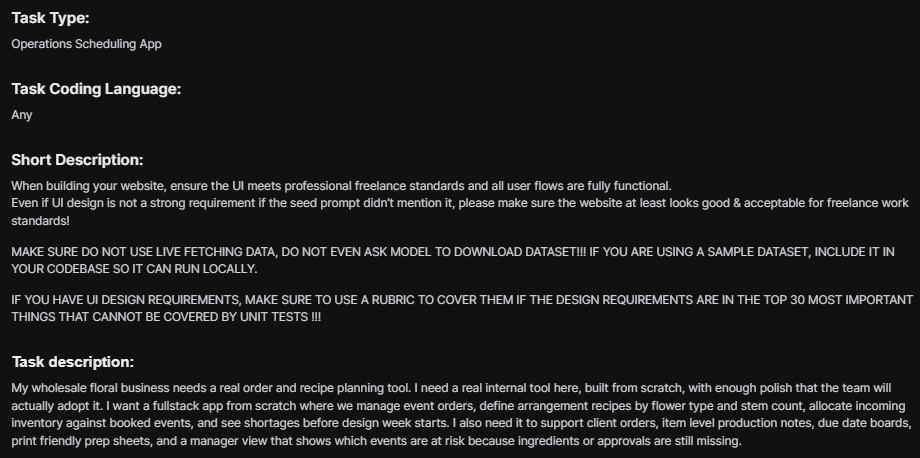 Task Type:
Operations Scheduling App
Task Coding Language:
Any
Short Description:
When building your website, ensure the UI meets professional freelance standards and all user flows are fully functional.
Even if UI design is not a strong requirement if the seed prompt didn't mention it, please make sure the website at least looks good & acceptable for freelance work
standards!
MAKE SURE DO NOT USE LIVE FETCHING DATA, DO NOT EVEN ASK MODEL TO DOWNLOAD DATASET!!! IF YOU ARE USING A SAMPLE DATASET, INCLUDE IT IN
YOUR CODEBASE SO IT CAN RUN LOCALLY.
IF YOU HAVE UI DESIGN REQUIREMENTS, MAKE SURE TO USE A RUBRIC TO COVER THEM IF THE DESIGN REQUIREMENTS ARE IN THE TOP 30 MOST IMPORTANT
THINGS THAT CANNOT BE COVERED BY UNIT TESTS !!!
Task description:
My wholesale floral business needs a real order and recipe planning tool. I need a real internal tool here, built from scratch, with enough polish that the team will
actually adopt it. I want a fullstack app from scratch where we manage event orders, define arrangement recipes by flower type and stem count, allocate incoming
inventory against booked events, and see shortages before design week starts. I also need it to support client orders, item level production notes, due date boards,
print friendly prep sheets, and a manager view that shows which events are at risk because ingredients or approvals are still missing.